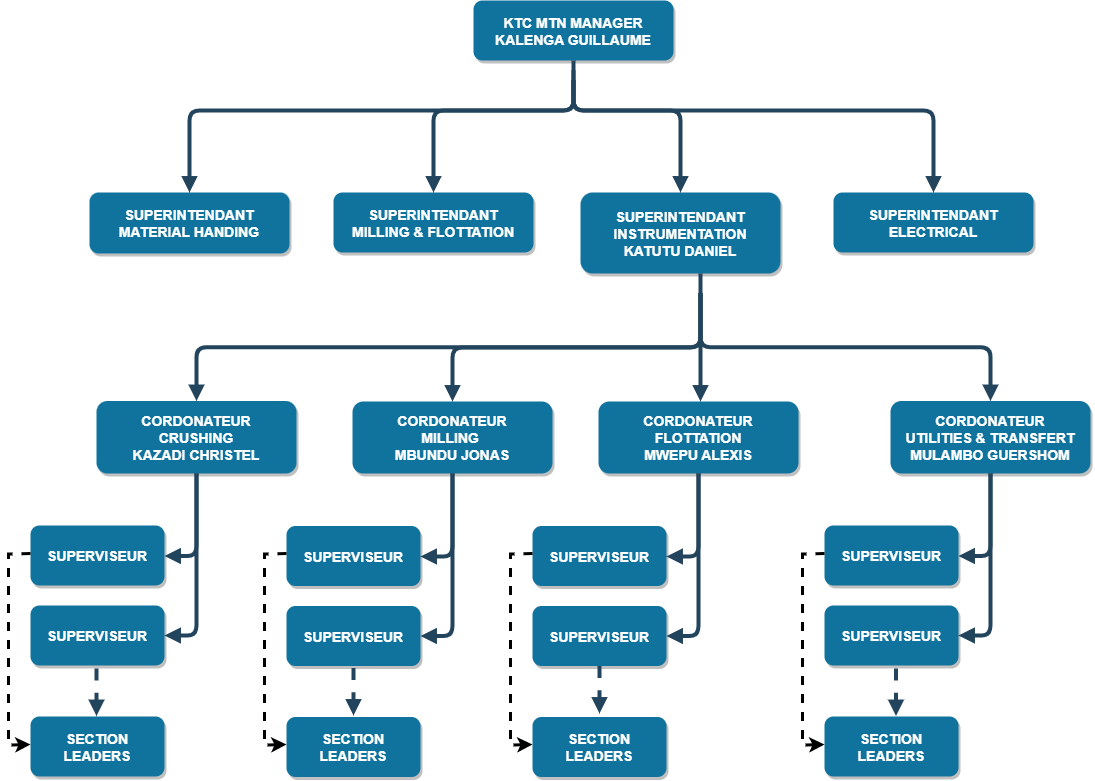 KTC MTN MANAGER
KALENGA GUILLAUME
SUPERINTENDANT
MATERIAL HANDING
SUPERINTENDANT
MILLING & FLOTTATION
SUPERINTENDANT
INSTRUMENTATION
KATUTU DANIEL
SUPERINTENDANT
ELECTRICAL
CORDONATEUR
CRUSHING
KAZADI CHRISTEL
CORDONATEUR
MILLING
MBUNDU JONAS
CORDONATEUR
FLOTTATION
MWEPU ALEXIS
CORDONATEUR
UTILITIES & TRANSFERT
MULAMBO GUERSHOM
SUPERVISEUR
SUPERVISEUR
SUPERVISEUR
SUPERVISEUR
SUPERVISEUR
SUPERVISEUR
SUPERVISEUR
SUPERVISEUR
SECTION
LEADERS
SECTION
LEADERS
SECTION
LEADERS
SECTION
LEADERS